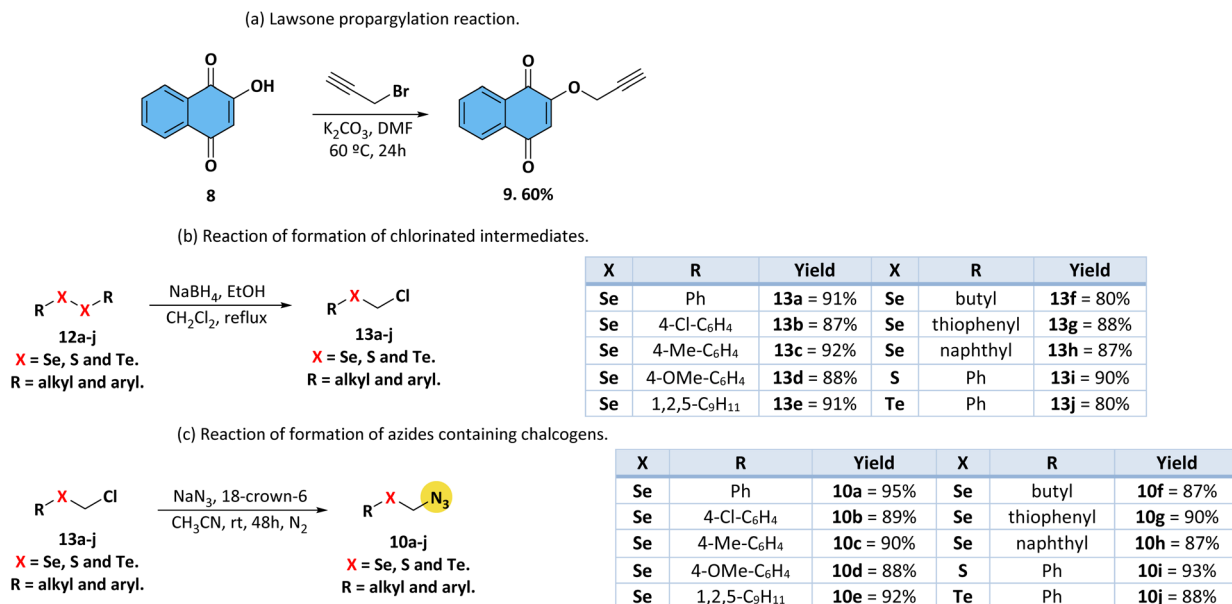 (a) Lawsone propargylation reaction.
O
OH
O
8
Br
K2CO3, DMF
60 ºC, 24h
O
O
O
9. 60%
(b) Reaction of formation of chlorinated intermediates.
R X X R
12a-j
X = Se, S and Te.
R = alkyl and aryl.
NaBH4, EtOH
CH2Cl2, reflux
R X Cl
13a-j
X = Se, S and Te.
R = alkyl and aryl.
X R Yield X R Yield
Se Ph 13a = 91% Se butyl 13f = 80%
Se 4-Cl-C6H4 13b = 87% Se thiophenyl 13g = 88%
Se 4-Me-C6H4 13c = 92% Se naphthyl 13h = 87%
Se 4-OMe-C6H4 13d = 88% S Ph 13i = 90%
Se 1,2,5-C9H11 13e = 91% Te Ph 13j = 80%
(c) Reaction of formation of azides containing chalcogens.
R X Cl
13a-j
X = Se, S and Te.
R = alkyl and aryl.
NaN3, 18-crown-6
CH3CN, rt, 48h, N2
R X N3
10a-j
X = Se, S and Te.
R = alkyl and aryl.
X R Yield X R Yield
Se Ph 10a = 95% Se butyl 10f = 87%
Se 4-Cl-C6H4 10b = 89% Se thiophenyl 10g = 90%
Se 4-Me-C6H4 10c = 90% Se naphthyl 10h = 87%
Se 4-OMe-C6H4 10d = 88% S Ph 10i = 93%
Se 1,2,5-C9H11 10e = 92% Te Ph 10j = 88%